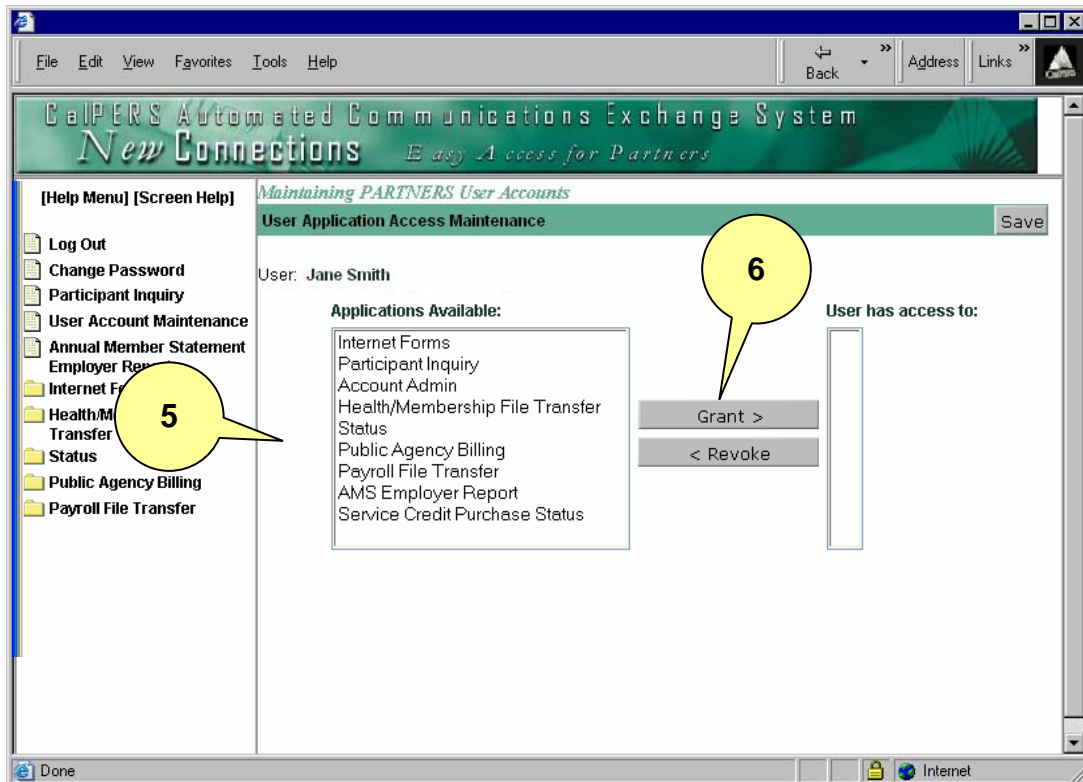 File Edit View Favorites Tools Help
Back
»
Address
Links
»
CalPERS
CalPERS Automated Communications Exchange System
New Connections Easy Access for Partners
[Help Menu] [Screen Help]
Log Out
Change Password
Participant Inquiry
User Account Maintenance
Annual Member Statement
Employer
Internet
Transfer
Status
Public Agency Billing
Payroll File Transfer
Maintaining PARTNERS User Accounts
User Application Access Maintenance
Save
User: Jane Smith
Applications Available:
Internet Forms
Participant Inquiry
Account Admin
Health/Membership File Transfer
Status
Public Agency Billing
Payroll File Transfer
AMS Employer Report
Service Credit Purchase Status
5
6
Grant >
< Revoke
User has access to:
Done
Internet